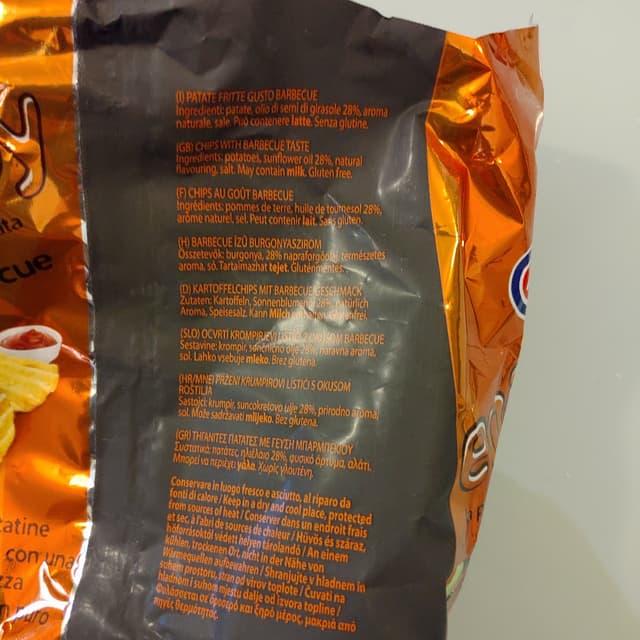 (I) PATATE FRITTE GUSTO BARBECUE
Ingredienti: patate, olio di semi di girasole 28%, aroma
naturale, sale. Può contenere latte. Senza glutine.
(GB) CHIPS WITH BARBECUE TASTE
Ingredients: potatoes, sunflower oil 28%, natural
flavouring, salt. May contain milk. Gluten free.
(F) CHIPS AU GOÛT BARBECUE
Ingrédients: pommes de terre, huile de tournesol 28%,
arôme naturel, sel. Peut contenir lait. Sans gluten.
(H) BARBECUE ÍZŰ BURGONYASZIROM
Összetevők: burgonya, 28% napraforgóolaj, természetes
aroma, só. Tartalmazhat tejet. Gluténmentes.
(D) KARTOFFELCHIPS MIT BARBECUE GESCHMACK
Zutaten: Kartoffeln, 28%, natürlich
Aroma, Speisesalz. Kann Milch
(SLO) OCVRTI KROMPIRJEVI Z OKUSOM BARBECUE
Sestavine: krompir, sončnično olje 28%, naravna aroma,
sol. Lahko vsebuje mleko. Brez glutena.
(HR/MNE) PRŽENI KRUMPIROVI LISTIĆI S OKUSOM
ROŠTILJA
Sastojci: krumpir, suncokretovo ulje 28%, prirodno aroma,
sol. Može sadržavati mlijeko. Bez glutena.
(GR) ΤΗΓΑΝΙΤΕΣ ΠΑΤΑΤΕΣ ΜΕ ΓΕΥΣΗ ΜΠΑΡΜΠΕΚΙΟΥ
Συστατικά: πατάτες, ηλιέλαιο 28%, φυσικό άρτυμα, αλάτι.
Μπορεί να περιέχει γάλα. Χωρίς γλουτένη.
Conservare in luogo fresco e asciutto, al riparo da
fonti di calore / Keep in a dry and cool place, protected
from sources of heat / Conserver dans un endroit frais
et sec, à l'abri de sources de chaleur / Hűvös és száraz,
hőforrásoktól védett helyen tárolandó / An einem
kühlen, trockenen Ort, nicht in der Nähe von
Wärmequellen aufbewahren / Shranjujte v hladnem in
suhem prostoru, stran od virov toplote / Čuvati na
hladnom i suhom mjestu dalje od izvora topline /
Φυλάσσεται σε δροσερό και ξηρό μέρος, μακριά από
πηγές θερμότητας.
cue
tatine
con una
zza
n puro